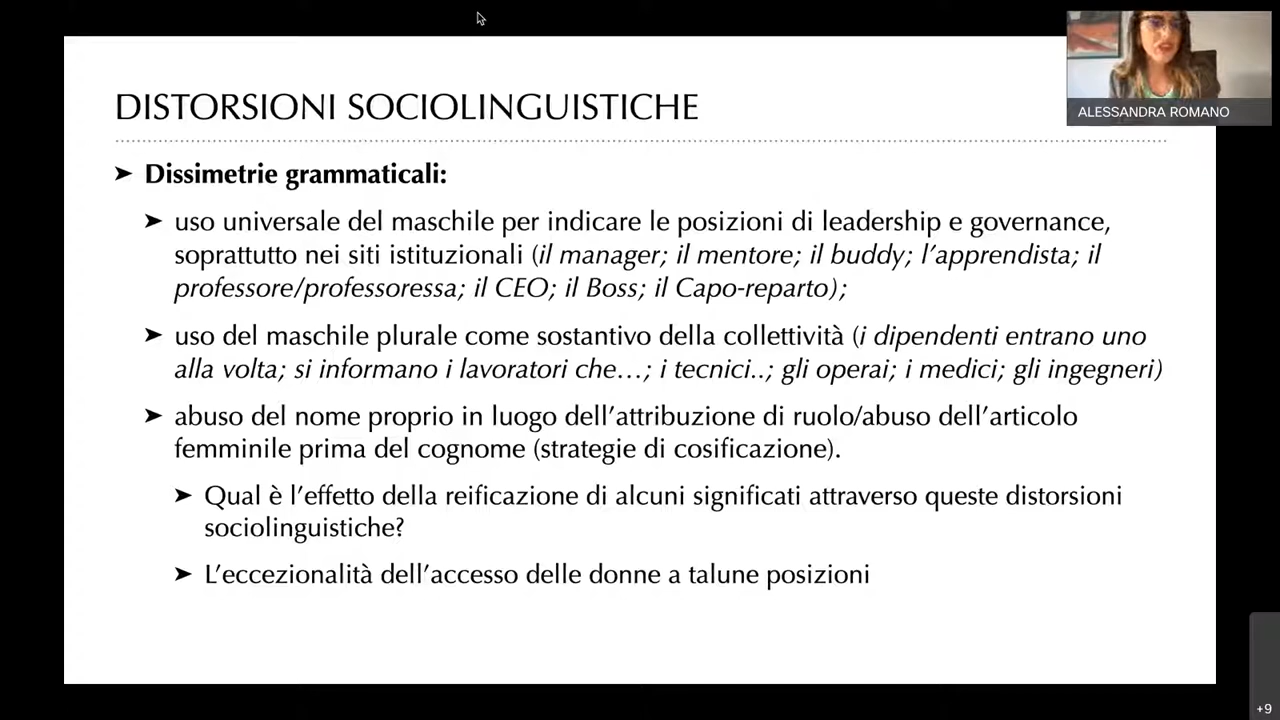 DISTORSIONI SOCIOLINGUISTICHE
ALESSANDRA ROMANO
➤ Dissimetrie grammaticali:
➤ uso universale del maschile per indicare le posizioni di leadership e governance,
soprattutto nei siti istituzionali (il manager; il mentore; il buddy; l’apprendista; il
professore/professoressa; il CEO; il Boss; il Capo-reparto);
➤ uso del maschile plurale come sostantivo della collettività (i dipendenti entrano uno
alla volta; si informano i lavoratori che…; i tecnici..; gli operai; i medici; gli ingegneri)
➤ abuso del nome proprio in luogo dell’attribuzione di ruolo/abuso dell’articolo
femminile prima del cognome (strategie di cosificazione).
➤ Qual è l’effetto della reificazione di alcuni significati attraverso queste distorsioni
sociolinguistiche?
➤ L’eccezionalità dell’accesso delle donne a talune posizioni
+9